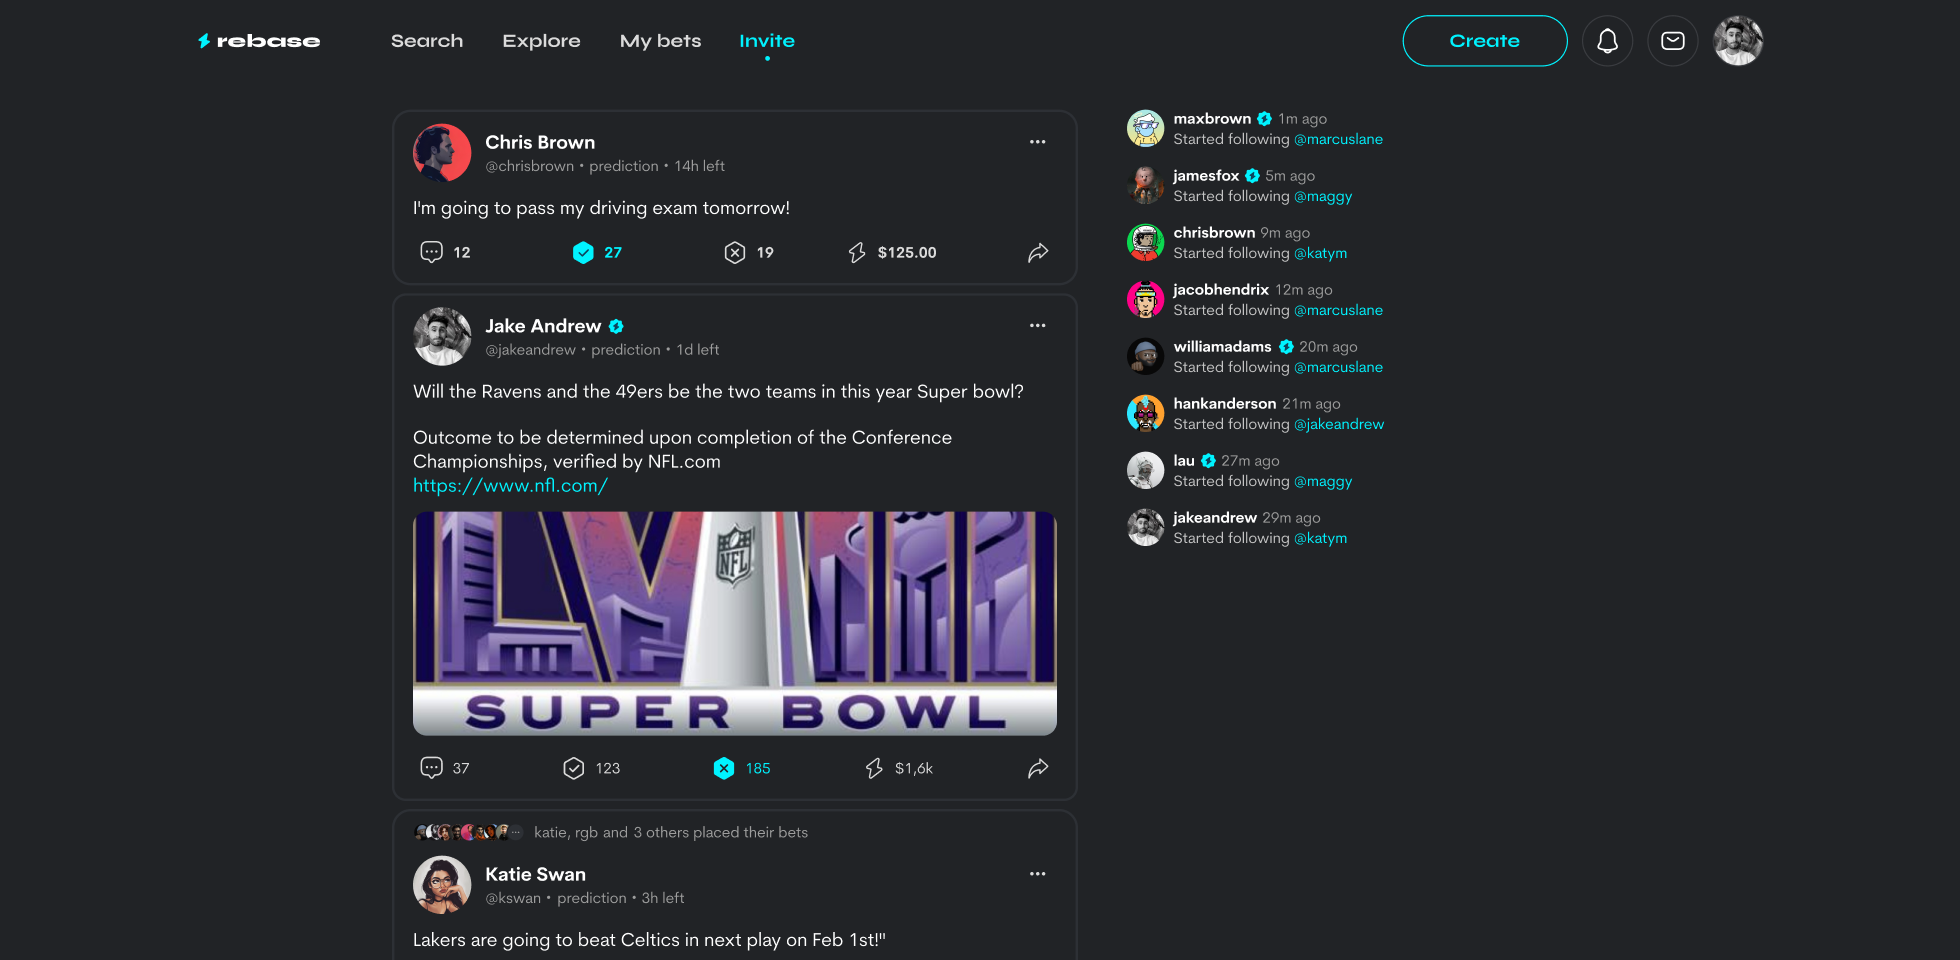 rebase
Search
Explore
My bets
Invite
Create
Chris Brown
@chrisbrown • prediction • 14h left
I'm going to pass my driving exam tomorrow!
12
27
19
$125.00
Jake Andrew
@jakeandrew • prediction • 1d left
Will the Ravens and the 49ers be the two teams in this year Super bowl?
Outcome to be determined upon completion of the Conference
Championships, verified by NFL.com
https://www.nfl.com/
NFL
SUPER BOWL
37
123
185
$1,6k
katie, rgb and 3 others placed their bets
Katie Swan
@kswan • prediction • 3h left
Lakers are going to beat Celtics in next play on Feb 1st!"
maxbrown 1m ago
Started following @marcuslane
jamesfox 5m ago
Started following @maggy
chrisbrown 9m ago
Started following @katym
jacobhendrix 12m ago
Started following @marcuslane
williamadams 20m ago
Started following @marcuslane
hankanderson 21m ago
Started following @jakeandrew
lau 27m ago
Started following @maggy
jakeandrew 29m ago
Started following @katym